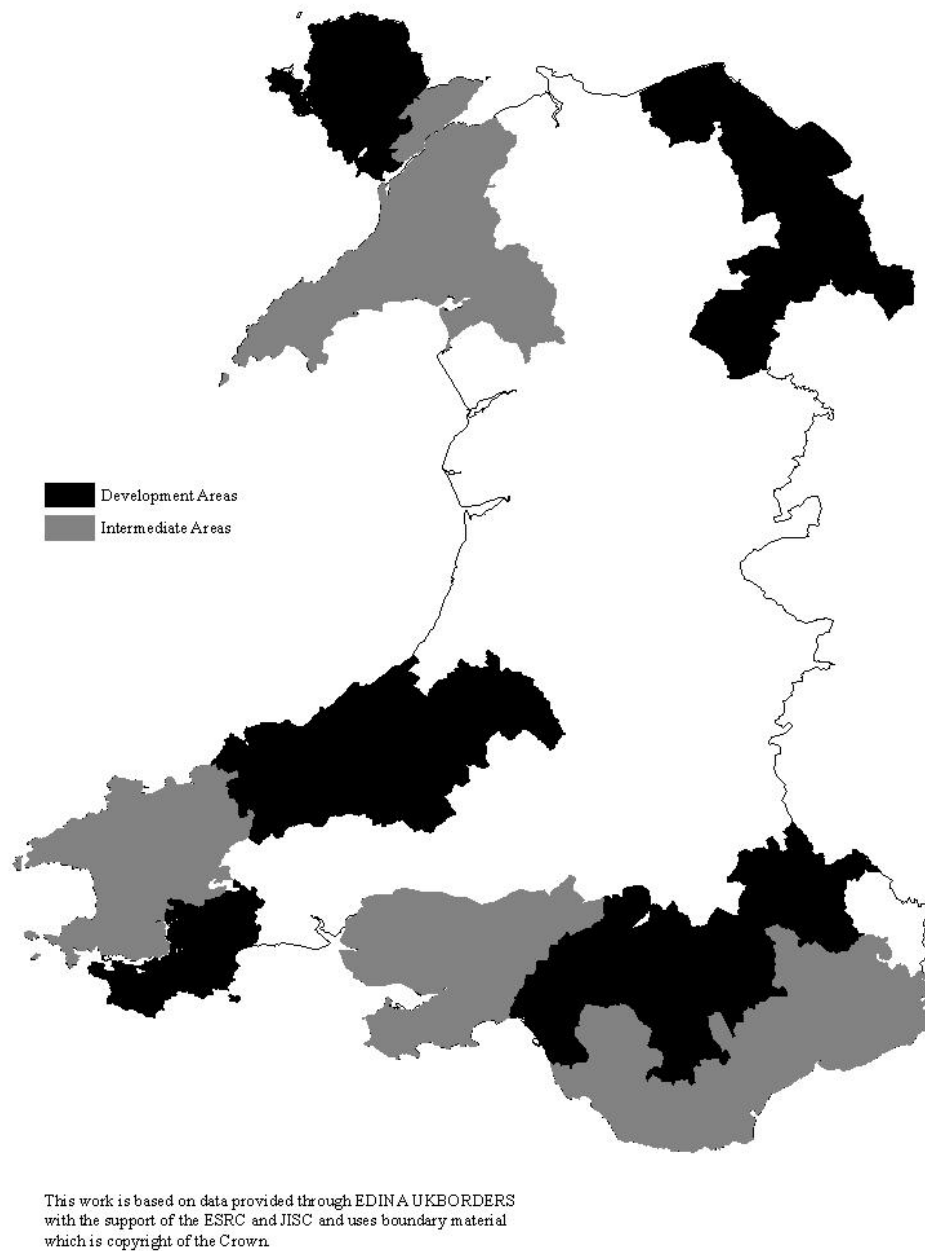 Development Areas
Intermediate Areas
This work is based on data provided through EDINA UKBORDERS
with the support of the ESRC and JISC and uses boundary material
which is copyright of the Crown.